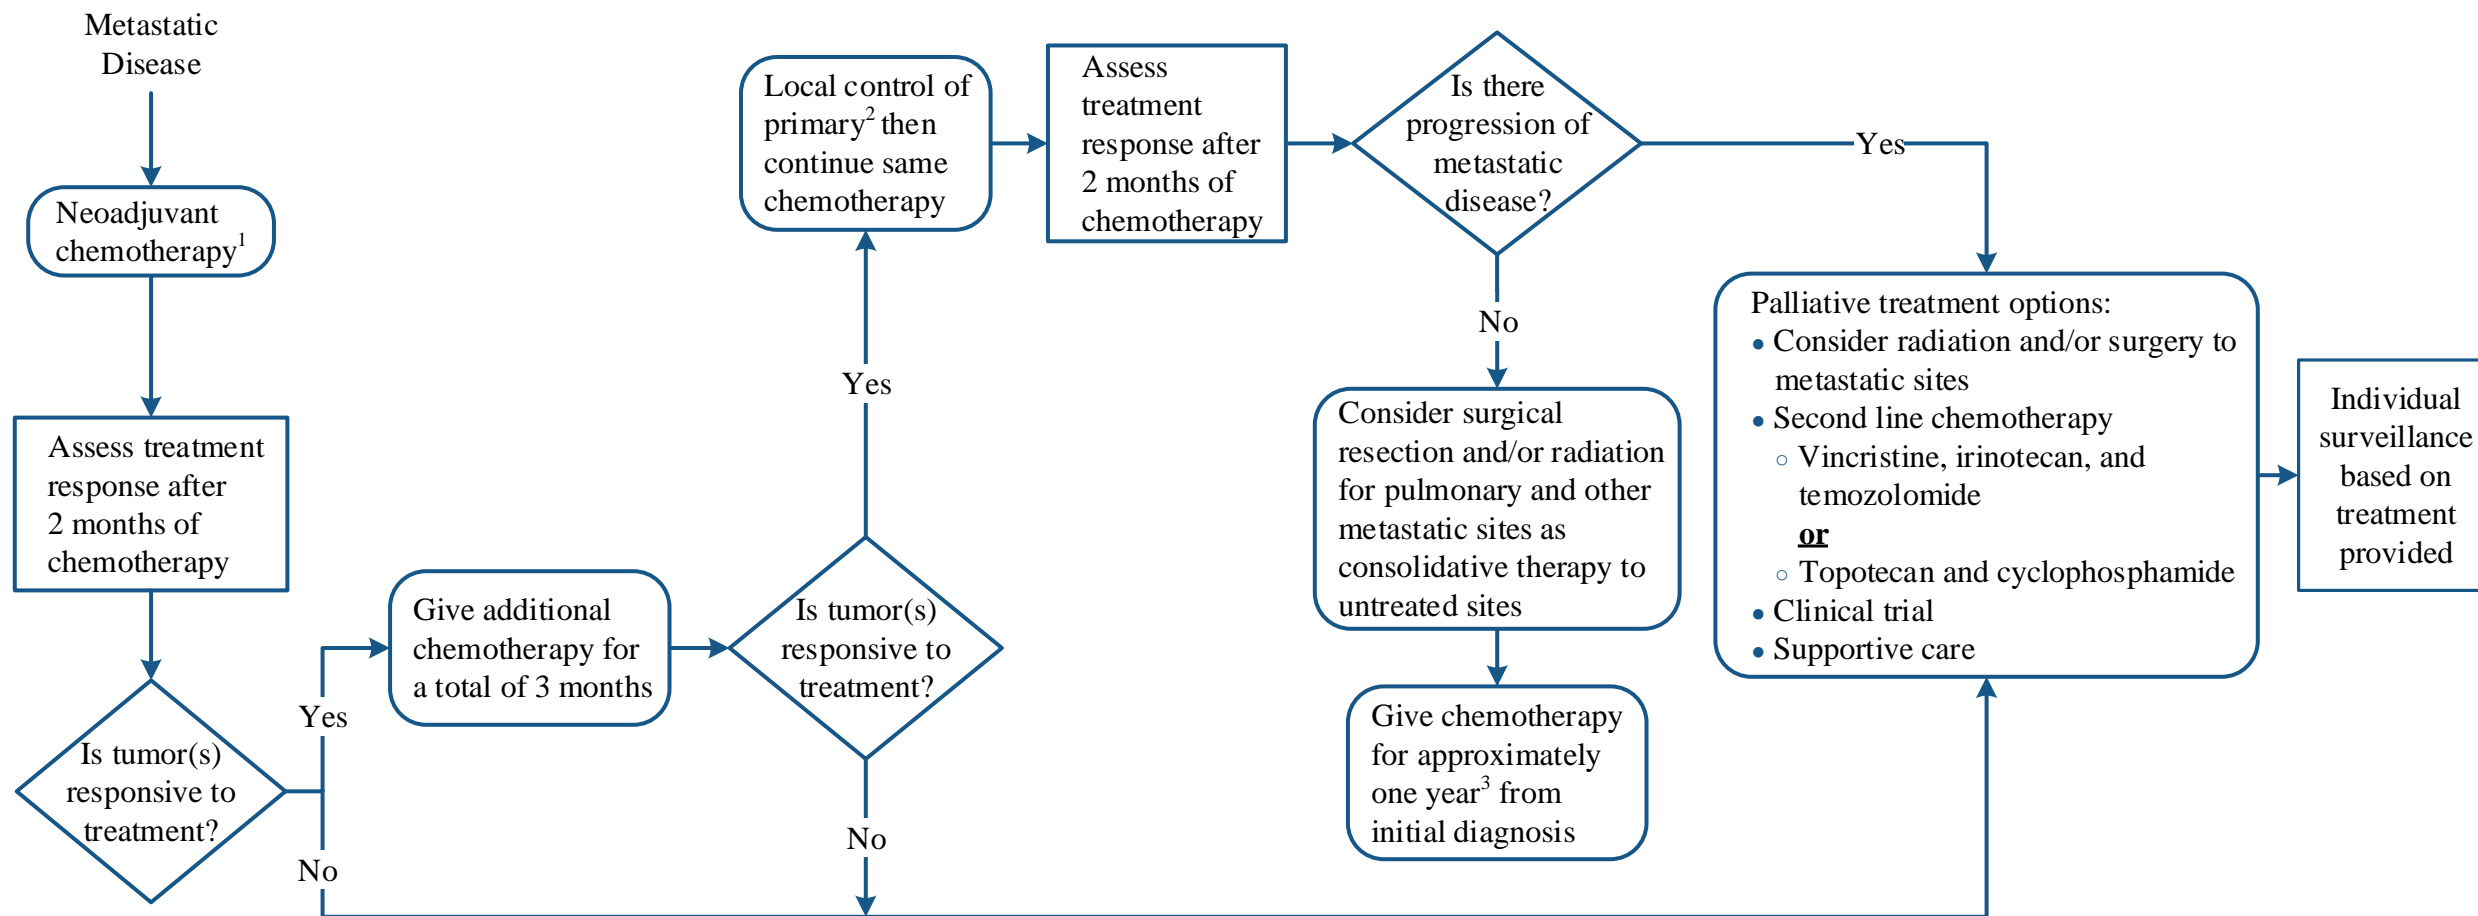 Metastatic
Disease
Neoadjuvant
chemotherapy1
Assess treatment
response after
2 months of
chemotherapy
Is tumor(s)
responsive to
treatment?
Yes
No
Give additional
chemotherapy for
a total of 3 months
Is tumor(s)
responsive to
treatment?
Yes
No
Local control of
primary2 then
continue same
chemotherapy
Assess
treatment
response after
2 months of
chemotherapy
Is there
progression of
metastatic
disease?
Yes
No
Consider surgical
resection and/or radiation
for pulmonary and other
metastatic sites as
consolidative therapy to
untreated sites
Give chemotherapy
for approximately
one year3 from
initial diagnosis
Palliative treatment options:
● Consider radiation and/or surgery to
metastatic sites
● Second line chemotherapy
○ Vincristine, irinotecan, and
temozolomide
or
○ Topotecan and cyclophosphamide
● Clinical trial
● Supportive care
Individual
surveillance
based on
treatment
provided